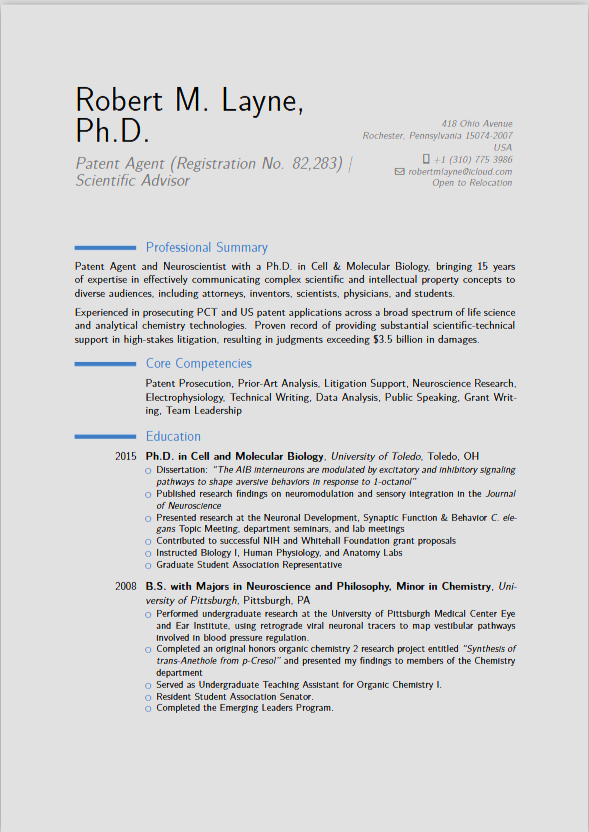 Robert M. Layne,
Ph.D.
Patent Agent (Registration No. 82,283) |
Scientific Advisor
418 Ohio Avenue
Rochester, Pennsylvania 15074-2007
USA
+1 (310) 775 3986
robertmlayne@icloud.com
Open to Relocation
Professional Summary
Patent Agent and Neuroscientist with a Ph.D. in Cell & Molecular Biology, bringing 15 years
of expertise in effectively communicating complex scientific and intellectual property concepts to
diverse audiences, including attorneys, inventors, scientists, physicians, and students.
Experienced in prosecuting PCT and US patent applications across a broad spectrum of life science
and analytical chemistry technologies. Proven record of providing substantial scientific-technical
support in high-stakes litigation, resulting in judgments exceeding $3.5 billion in damages.
Core Competencies
Patent Prosecution, Prior-Art Analysis, Litigation Support, Neuroscience Research,
Electrophysiology, Technical Writing, Data Analysis, Public Speaking, Grant Writ-
ing, Team Leadership
Education
2015 Ph.D. in Cell and Molecular Biology, University of Toledo, Toledo, OH
○ Dissertation: "The AIB interneurons are modulated by excitatory and inhibitory signaling
pathways to shape aversive behaviors in response to 1-octanol"
○ Published research findings on neuromodulation and sensory integration in the Journal
of Neuroscience
○ Presented research at the Neuronal Development, Synaptic Function & Behavior C. ele-
gans Topic Meeting, department seminars, and lab meetings
○ Contributed to successful NIH and Whitehall Foundation grant proposals
○ Instructed Biology I, Human Physiology, and Anatomy Labs
○ Graduate Student Association Representative
2008 B.S. with Majors in Neuroscience and Philosophy, Minor in Chemistry, Uni-
versity of Pittsburgh, Pittsburgh, PA
○ Performed undergraduate research at the University of Pittsburgh Medical Center Eye
and Ear Institute, using retrograde viral neuronal tracers to map vestibular pathways
involved in blood pressure regulation.
○ Completed an original honors organic chemistry 2 research project entitled "Synthesis of
trans-Anethole from p-Cresol" and presented my findings to members of the Chemistry
department
○ Served as Undergraduate Teaching Assistant for Organic Chemistry I.
○ Resident Student Association Senator.
○ Completed the Emerging Leaders Program.